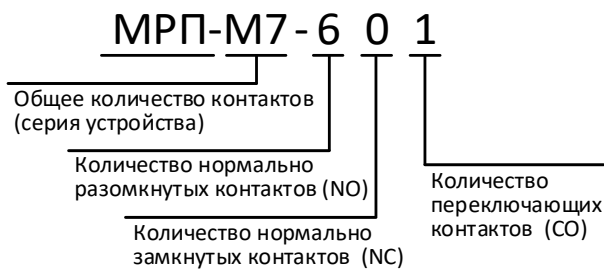 МРП-М7-6 0 1
Общее количество контактов
(серия устройства)
Количество нормально
разомкнутых контактов (NO)
Количество
переключающих
контактов (CO)
Количество нормально
замкнутых контактов (NC)